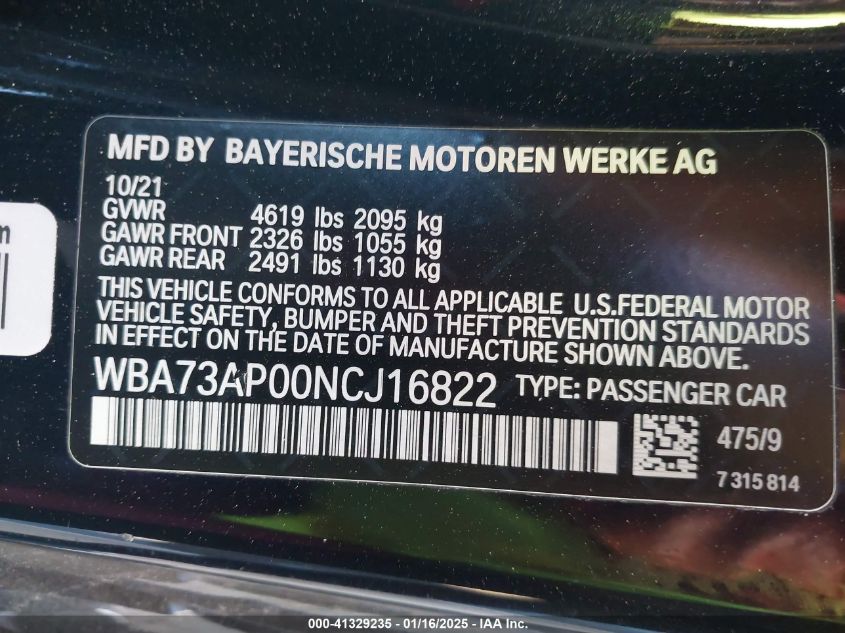 MFD BY BAYERISCHE MOTOREN WERKE AG
10/21
GVWR 4619 lbs 2095 kg
GAWR FRONT 2326 lbs 1055 kg
GAWR REAR 2491 lbs 1130 kg
THIS VEHICLE CONFORMS TO ALL APPLICABLE U.S.FEDERAL MOTOR
VEHICLE SAFETY, BUMPER AND THEFT PREVENTION STANDARDS
IN EFFECT ON THE DATE OF MANUFACTURE SHOWN ABOVE.
WBA73AP00NCJ16822 TYPE: PASSENGER CAR
475/9
7 315 814
000-41329235 - 01/16/2025 - IAA Inc.